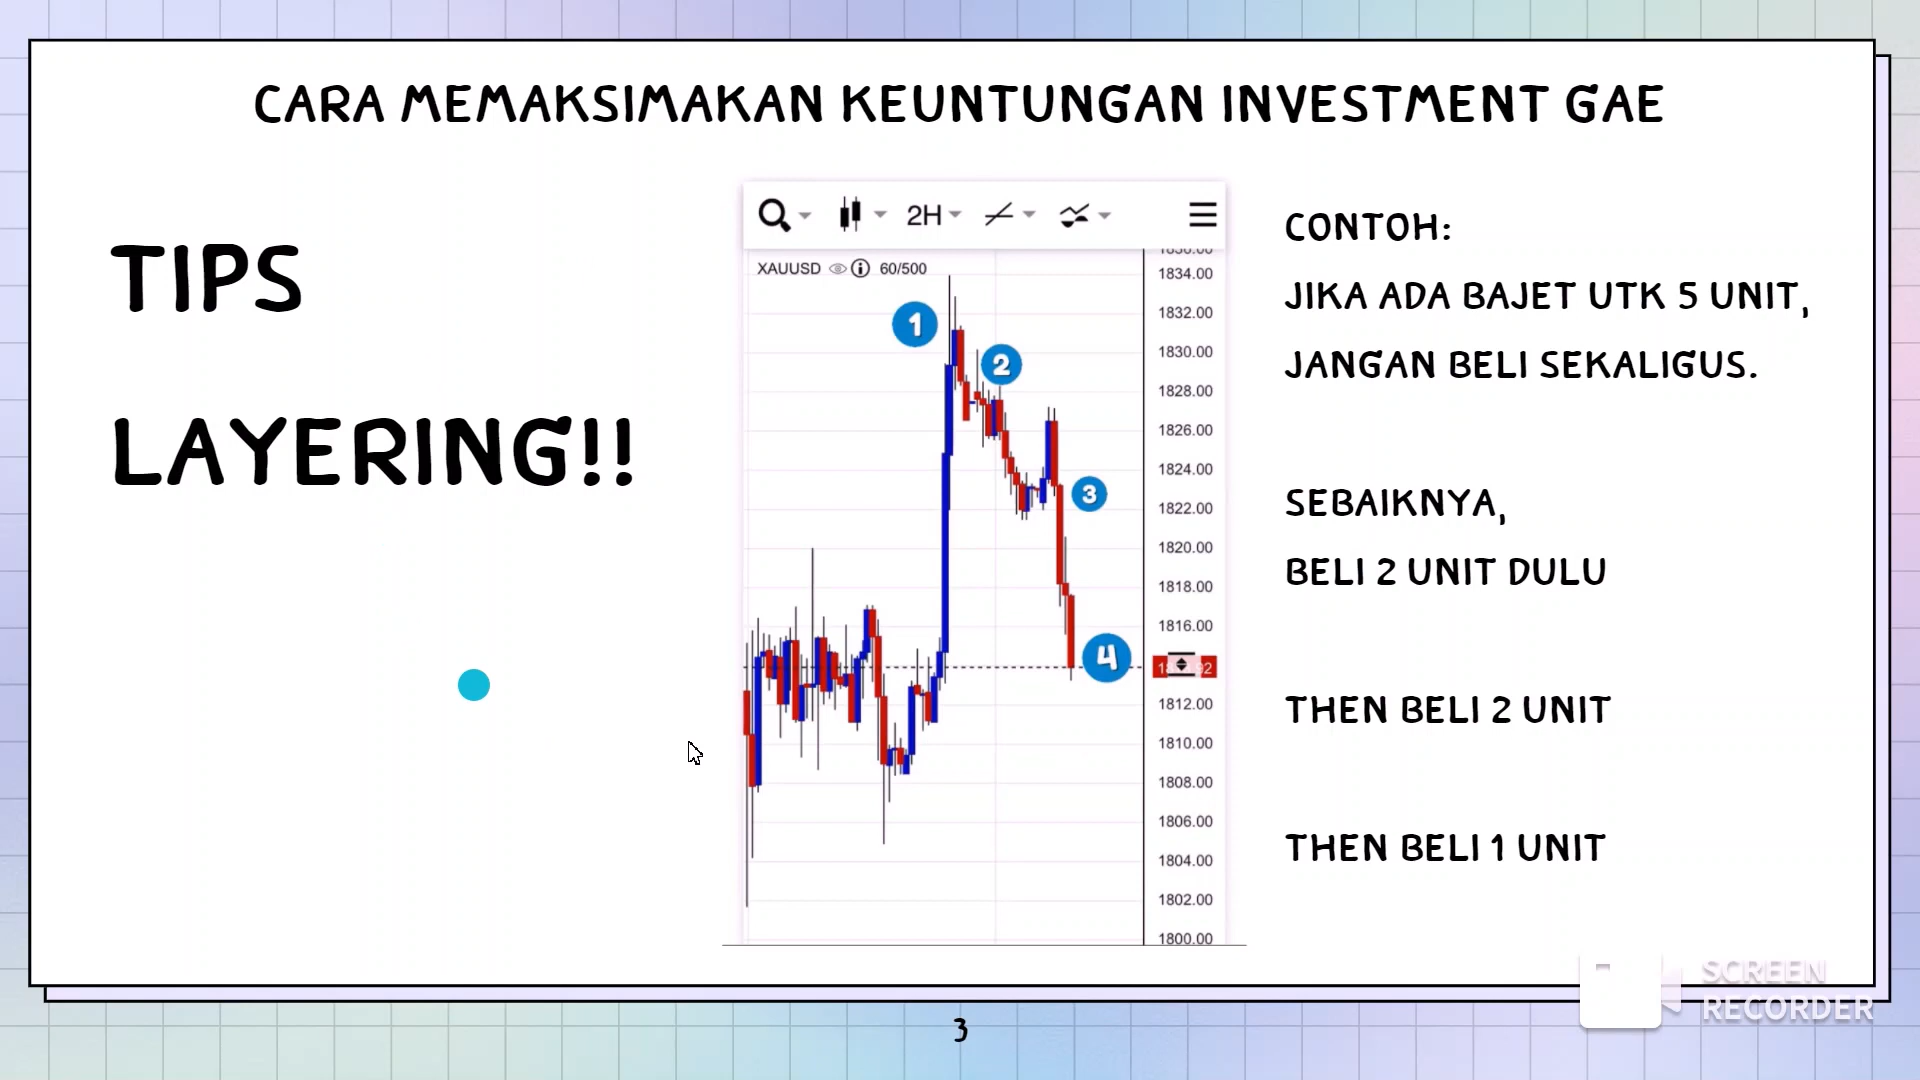 CARA MEMAKSIMAKAN KEUNTUNGAN INVESTMENT GAE
TIPS
LAYERING!!
2H
XAUUSD 60/500
1
2
3
4
1834.00
1832.00
1830.00
1828.00
1826.00
1824.00
1822.00
1820.00
1818.00
1816.00
1812.00
1810.00
1808.00
1806.00
1804.00
1802.00
1800.00
CONTOH:
JIKA ADA BAJET UTK 5 UNIT,
JANGAN BELI SEKALIGUS.
SEBAIKNYA,
BELI 2 UNIT DULU
THEN BELI 2 UNIT
THEN BELI 1 UNIT
SCREEN
RECORDER
3